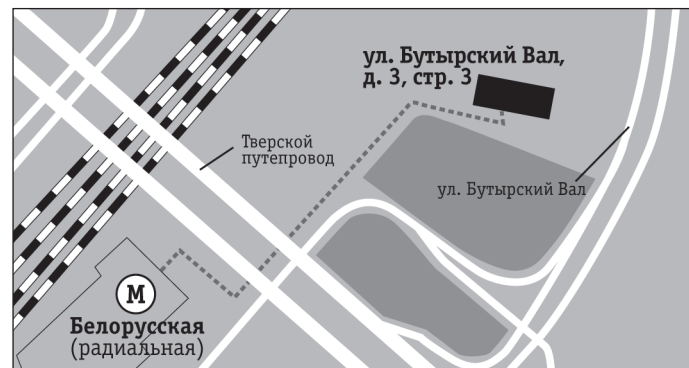 ул. Бутырский Вал,
д. 3, стр. 3
Тверской
путепровод
ул. Бутырский Вал
М
Белорусская
(радиальная)